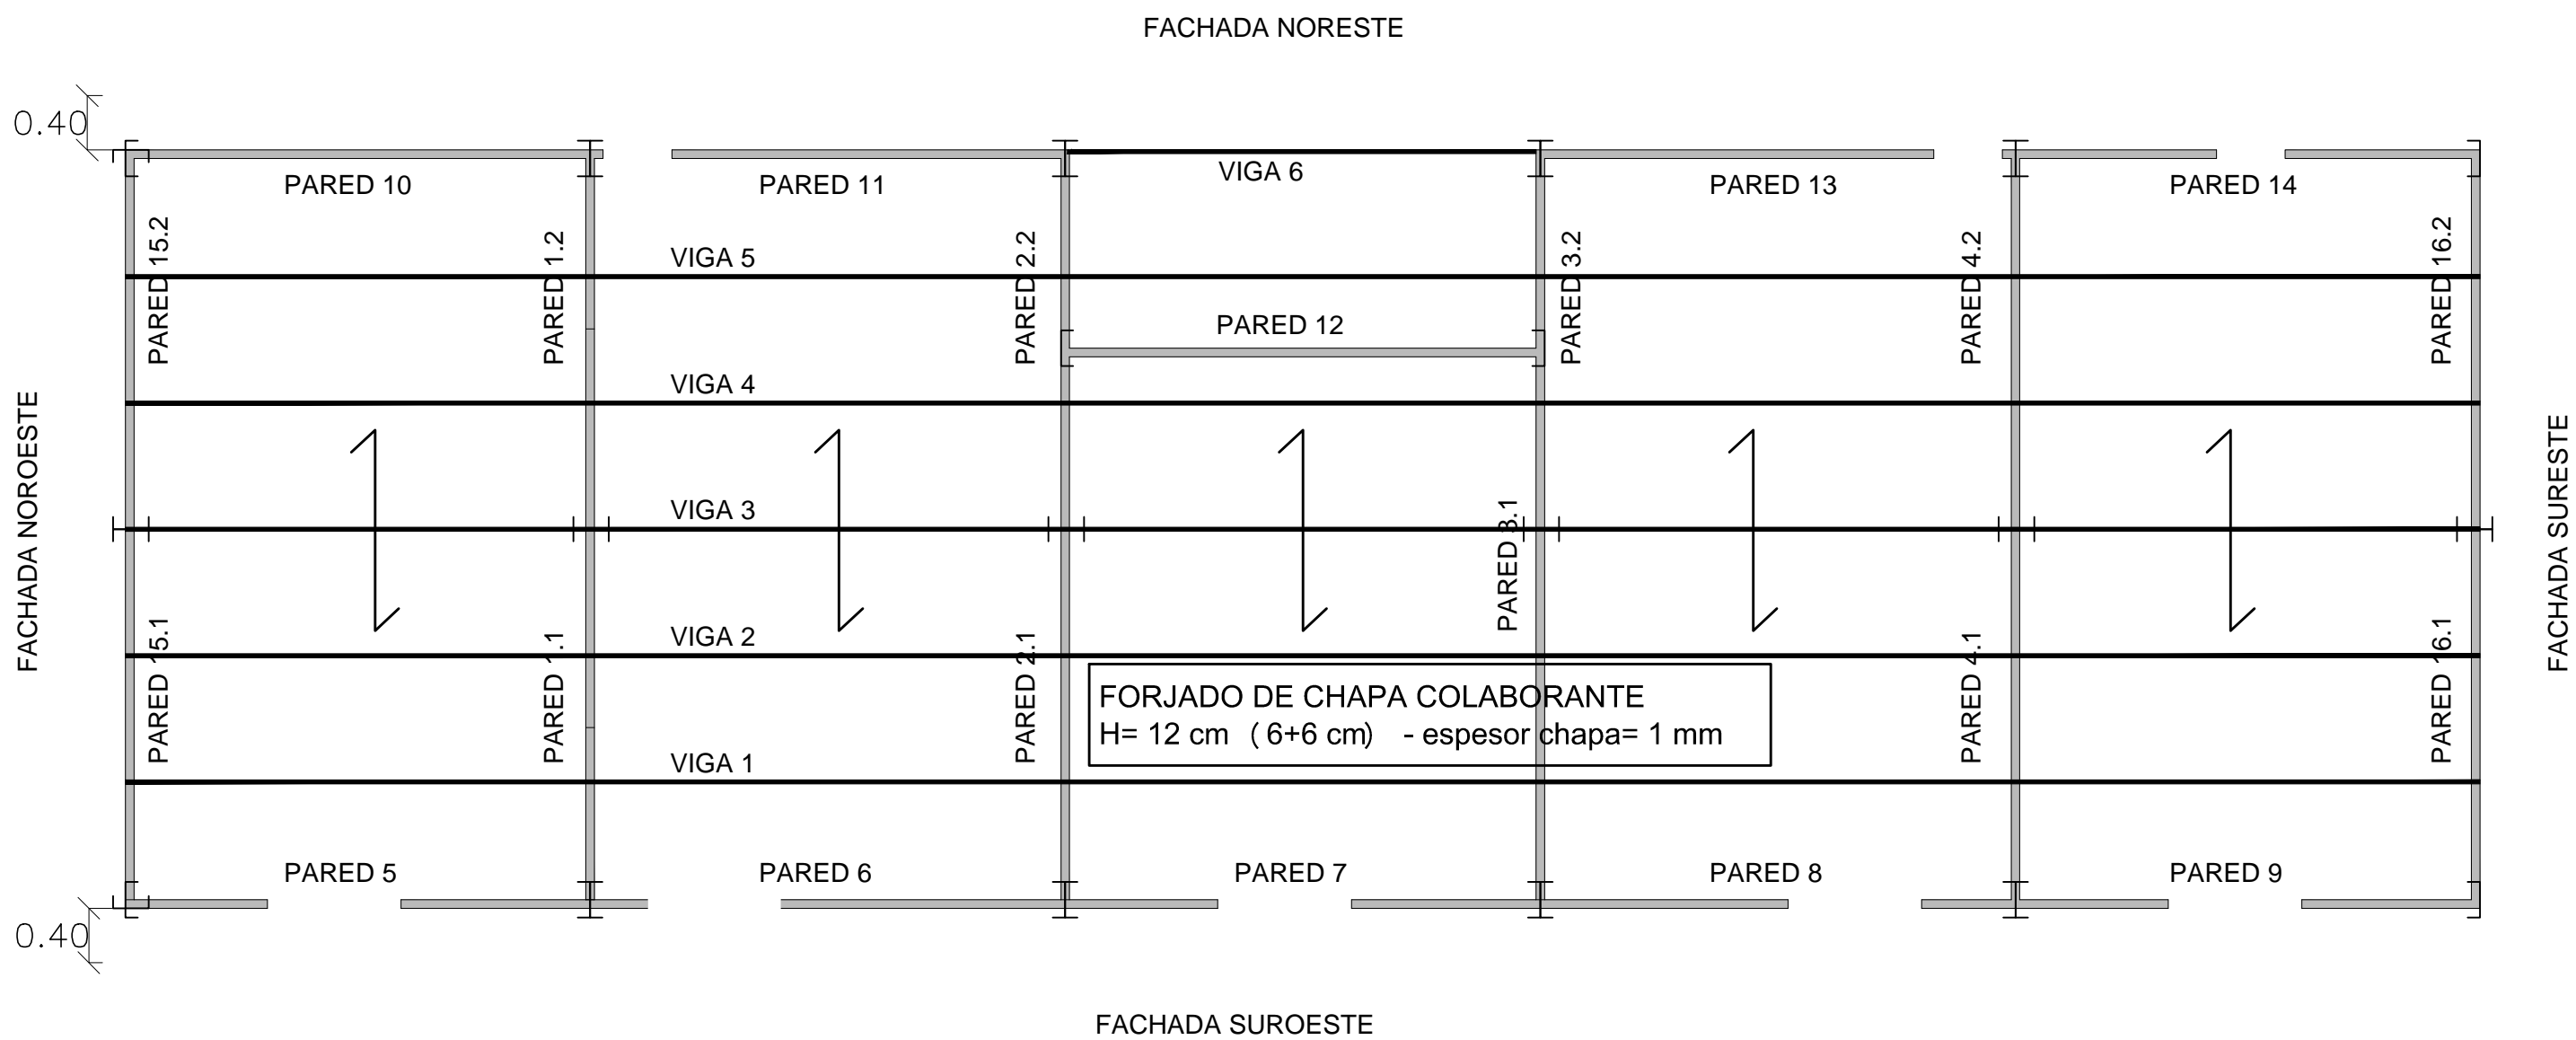 FACHADA NORESTE
0.40
PARED 10
PARED 11
VIGA 6
PARED 13
PARED 14
PARED 15.2
PARED 1.2
VIGA 5
PARED 2.2
PARED 3.2
PARED 4.2
PARED 16.2
PARED 12
VIGA 4
FACHADA NOROESTE
FACHADA SURESTE
VIGA 3
PARED 3.1
VIGA 2
PARED 15.1
PARED 1.1
PARED 2.1
PARED 4.1
PARED 16.1
FORJADO DE CHAPA COLABORANTE
H= 12 cm (6+6 cm) - espesor chapa= 1 mm
VIGA 1
PARED 5
PARED 6
PARED 7
PARED 8
PARED 9
0.40
FACHADA SUROESTE